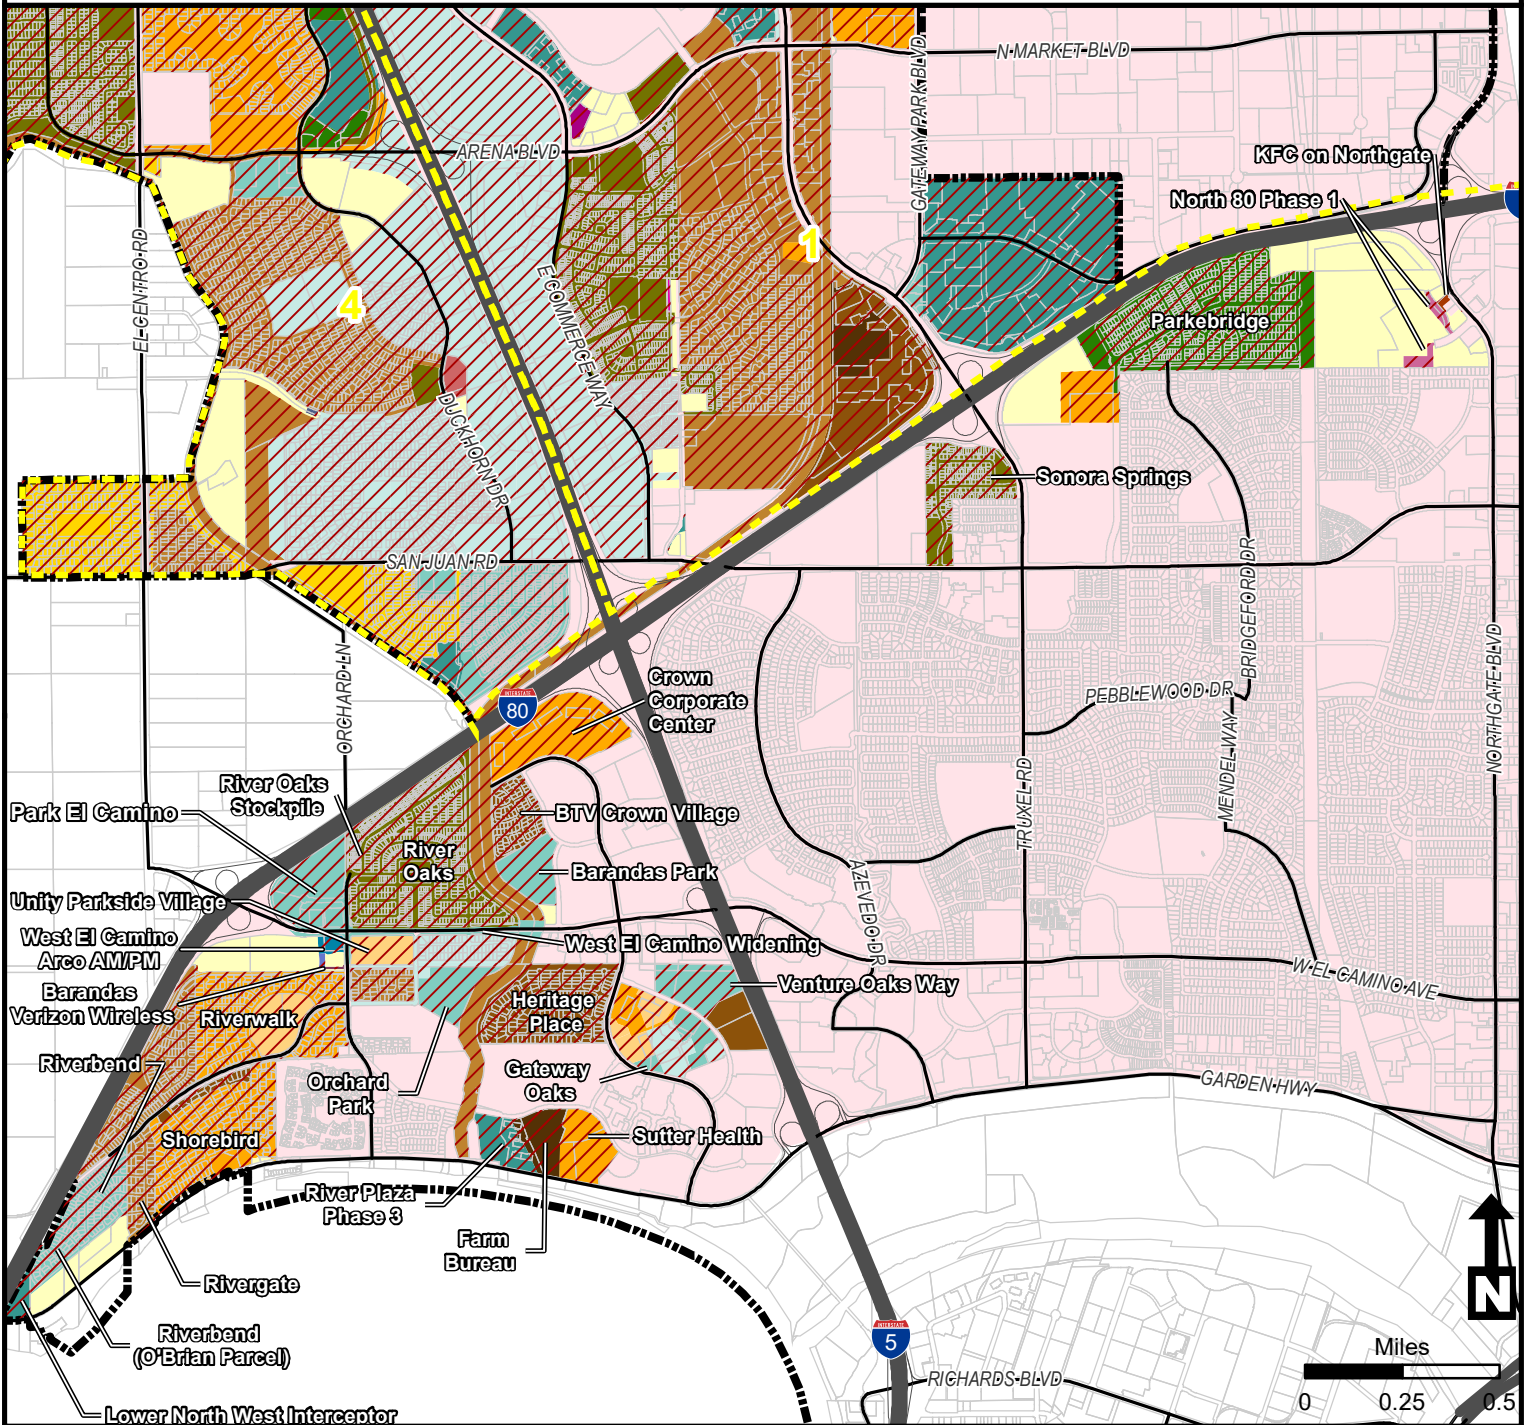 N MARKET BLVD
GATEWAY PARK BLVD
ARENA BLVD
KFC on Northgate
North 80 Phase 1
1
EL CENTRO RD
4
E COMMERCE WAY
Parkebridge
DUCKHORN DR
Sonora Springs
SAN JUAN RD
BRIDGEFORD DR
ORCHARD LN
NORTHGATE BLVD
Crown
Corporate
Center
INTERSTATE
80
PEBBLEWOOD DR
MENDEL WAY
TRUXEL RD
River Oaks
Stockpile
Park El Camino
BTV Crown Village
River
Oaks
Barandas Park
AZEVEDO DR
Unity Parkside Village
West El Camino
Arco AM/PM
West El Camino Widening
W EL CAMINO AVE
Venture Oaks Way
Barandas
Verizon Wireless
Riverwalk
Heritage
Place
Riverbend
Orchard
Park
Gateway
Oaks
GARDEN HWY
Shorebird
Sutter Health
River Plaza
Phase 3
Farm
Bureau
Rivergate
Riverbend
(O'Brian Parcel)
INTERSTATE
5
N
Miles
0 0.25 0.5
RICHARDS BLVD
Lower North West Interceptor